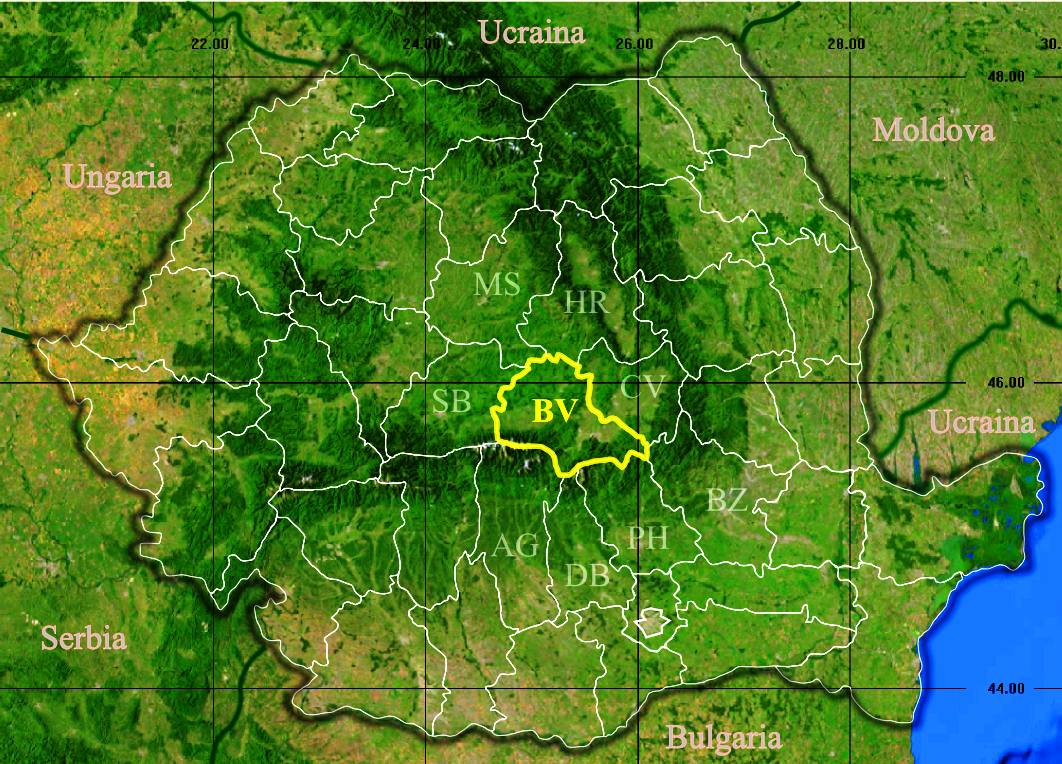 Ucraina
22.00
24.00
26.00
28.00
30.
48.00
Moldova
Ungaria
MS
HR
46.00
CV
SB
BV
Ucraina
BZ
AG
PH
DB
Serbia
44.00
Bulgaria